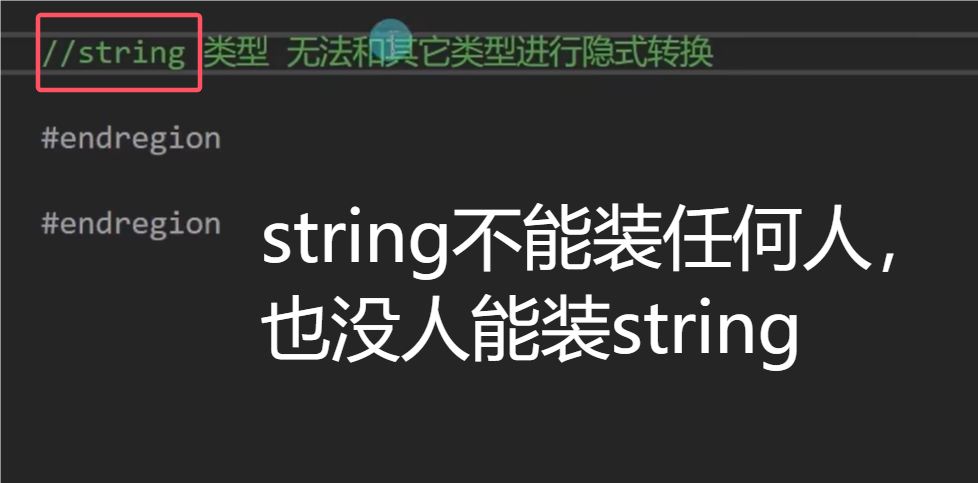 //string 类型 无法和其它类型进行隐式转换
#endregion
#endregion
string不能装任何人，
也没人能装string